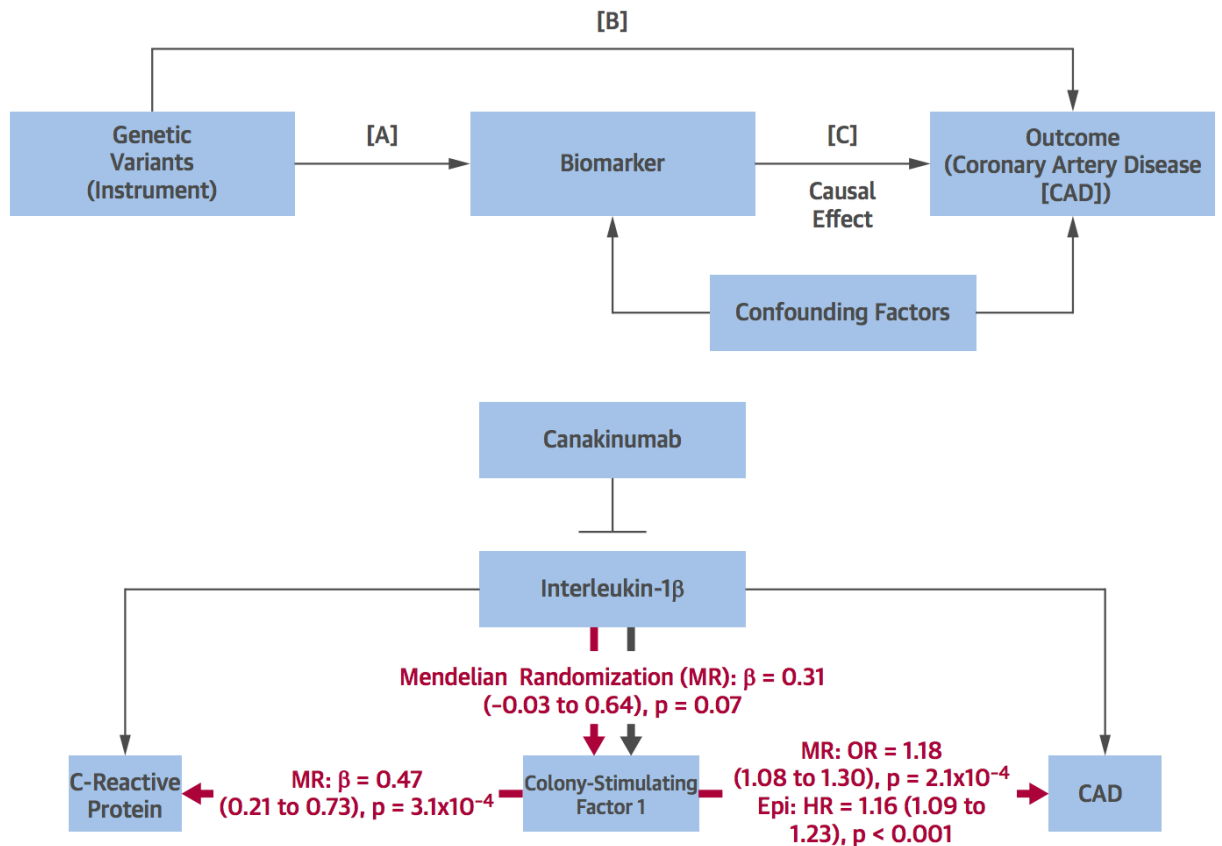 [B]
Genetic
Variants
(Instrument)
[A]
Biomarker
[C]
Causal
Effect
Outcome
(Coronary Artery Disease
[CAD])
Confounding Factors
Canakinumab
Interleukin-1β
Mendelian Randomization (MR): β = 0.31
(−0.03 to 0.64), p = 0.07
C-Reactive
Protein
MR: β = 0.47
(0.21 to 0.73), p = 3.1x10⁻⁴
Colony-Stimulating
Factor 1
MR: OR = 1.18
(1.08 to 1.30), p = 2.1x10⁻⁴
Epi: HR = 1.16 (1.09 to
1.23), p < 0.001
CAD